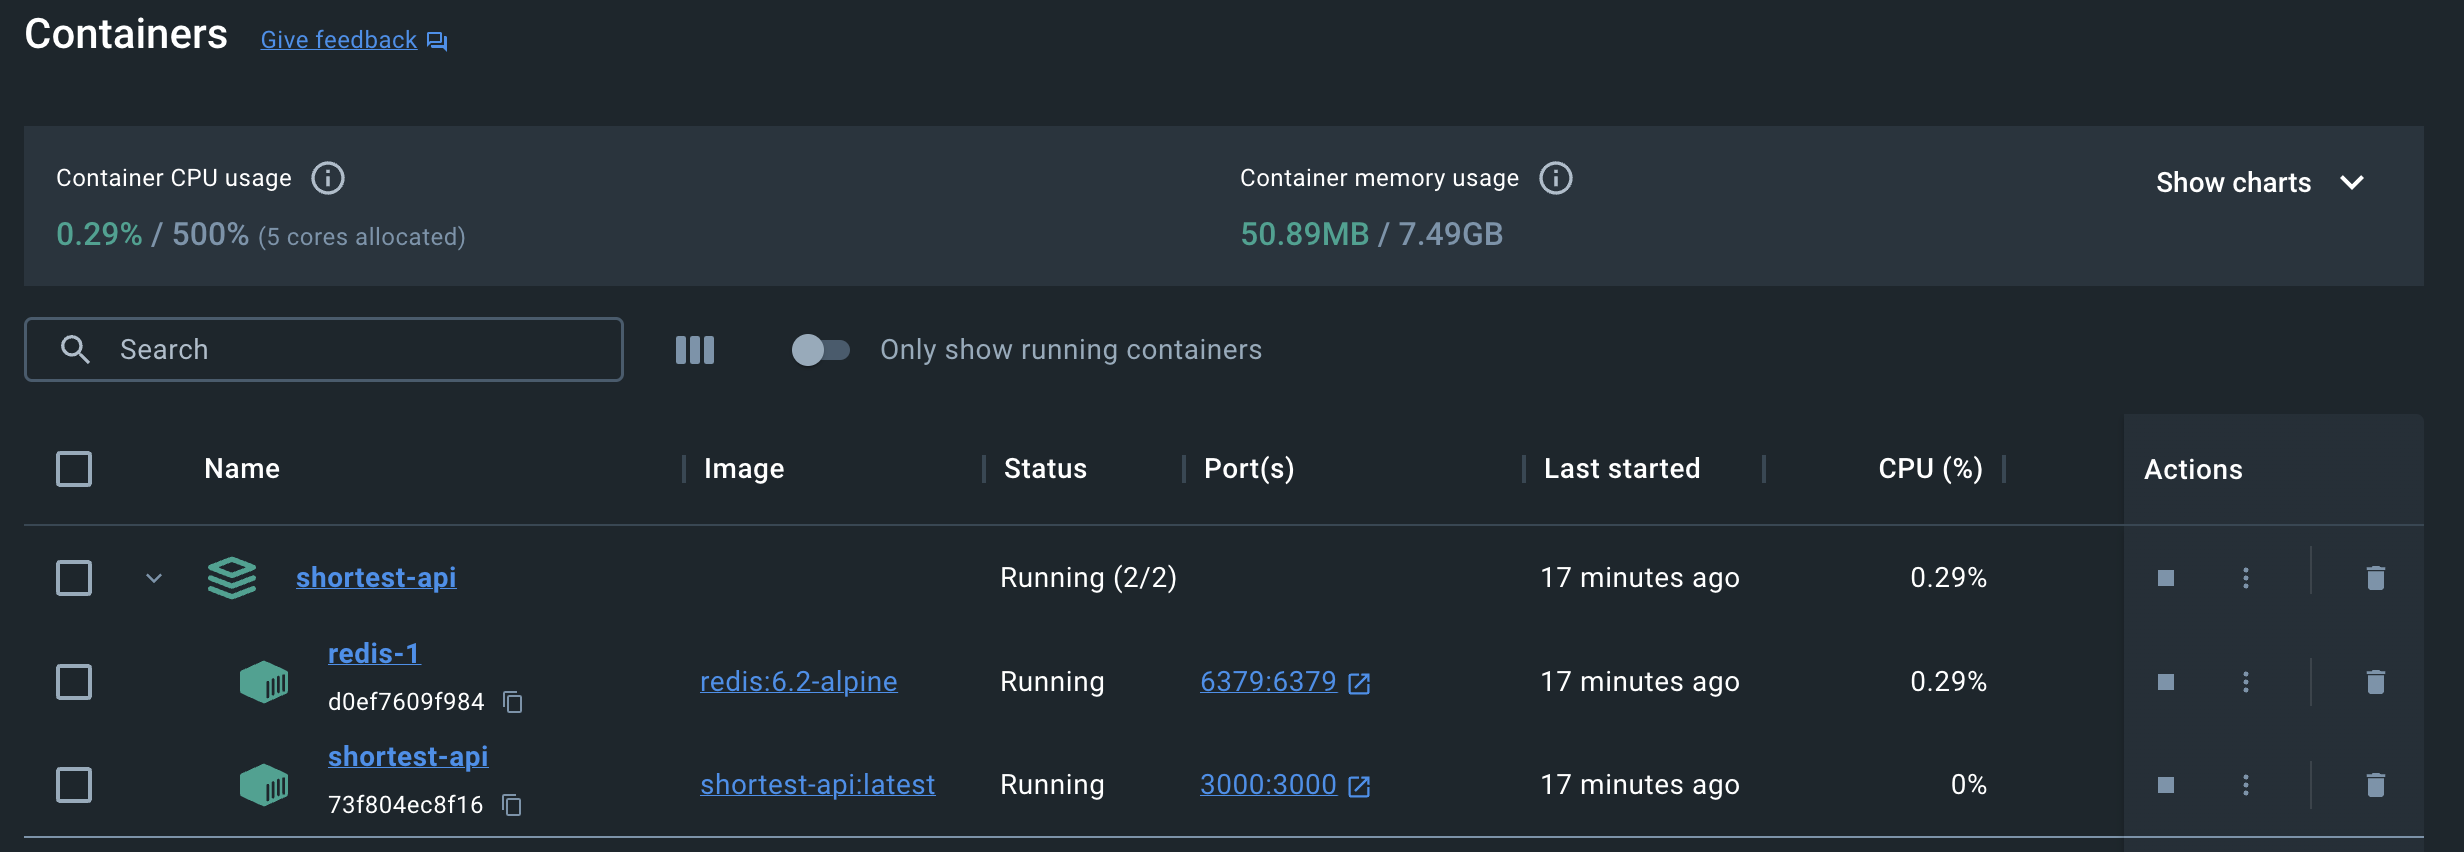 Containers Give feedback
Container CPU usage
0.29% / 500% (5 cores allocated)
Container memory usage
50.89MB / 7.49GB
Show charts
Search
Only show running containers
Name Image Status Port(s) Last started CPU (%) Actions
shortest-api Running (2/2) 17 minutes ago 0.29%
redis-1
d0ef7609f984
redis:6.2-alpine Running 6379:6379 17 minutes ago 0.29%
shortest-api
73f804ec8f16
shortest-api:latest Running 3000:3000 17 minutes ago 0%